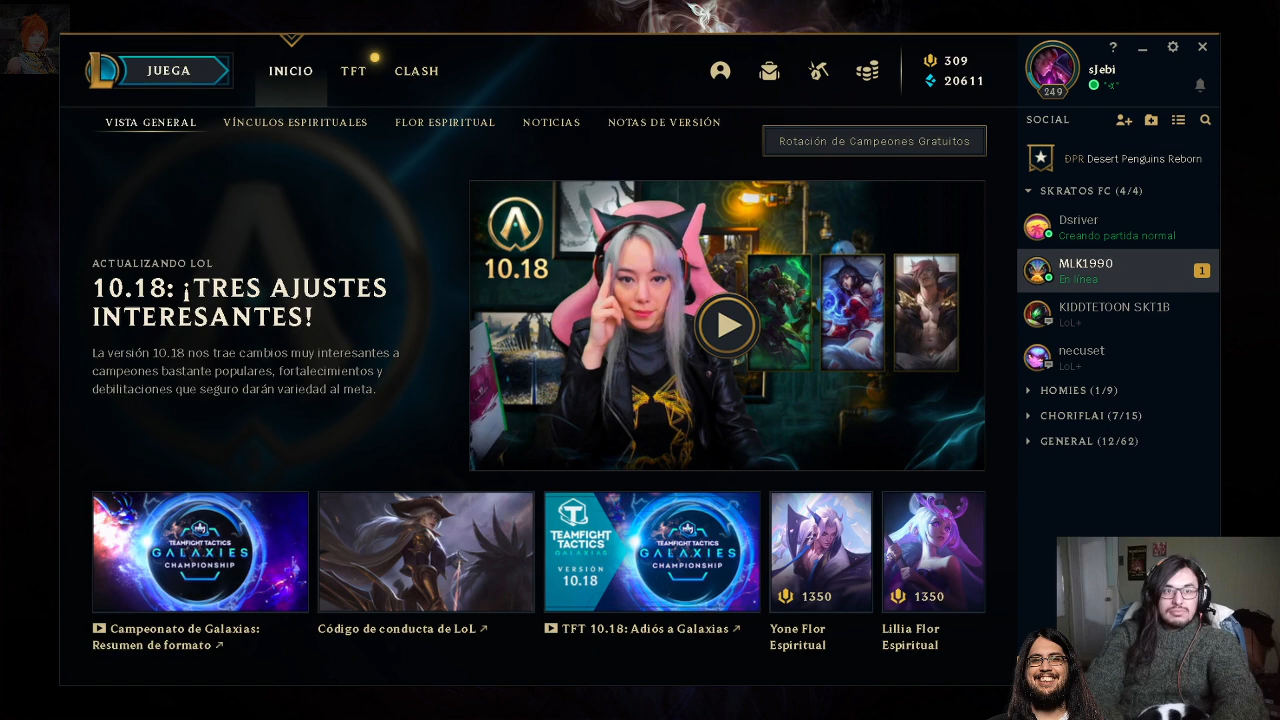 JUEGA
INICIO
TFT
CLASH
309
20611
?
sJebi
249
VISTA GENERAL
VÍNCULOS ESPIRITUALES
FLOR ESPIRITUAL
NOTICIAS
NOTAS DE VERSIÓN
Rotación de Campeones Gratuitos
SOCIAL
ĐPR Desert Penguins Reborn
SKRATOS FC (4/4)
Dsriver
Creando partida normal
MLK1990
En línea
1
KIDDTETOON SKT1B
LoL+
necuset
LoL+
HOMIES (1/9)
CHORIFLAI (7/15)
GENERAL (12/62)
ACTUALIZANDO LOL
10.18: ¡TRES AJUSTES
INTERESANTES!
La versión 10.18 nos trae cambios muy interesantes a
campeones bastante populares, fortalecimientos y
debilitaciones que seguro darán variedad al meta.
10.18
TEAMFIGHT TACTICS
GALAXIES
CHAMPIONSHIP
TEAMFIGHT
TACTICS
GALAXIAS
VERSIÓN
10.18
TEAMFIGHT TACTICS
GALAXIES
CHAMPIONSHIP
1350
1350
Campeonato de Galaxias:
Resumen de formato
Código de conducta de LoL
TFT 10.18: Adiós a Galaxias
Yone Flor
Espiritual
Lillia Flor
Espiritual